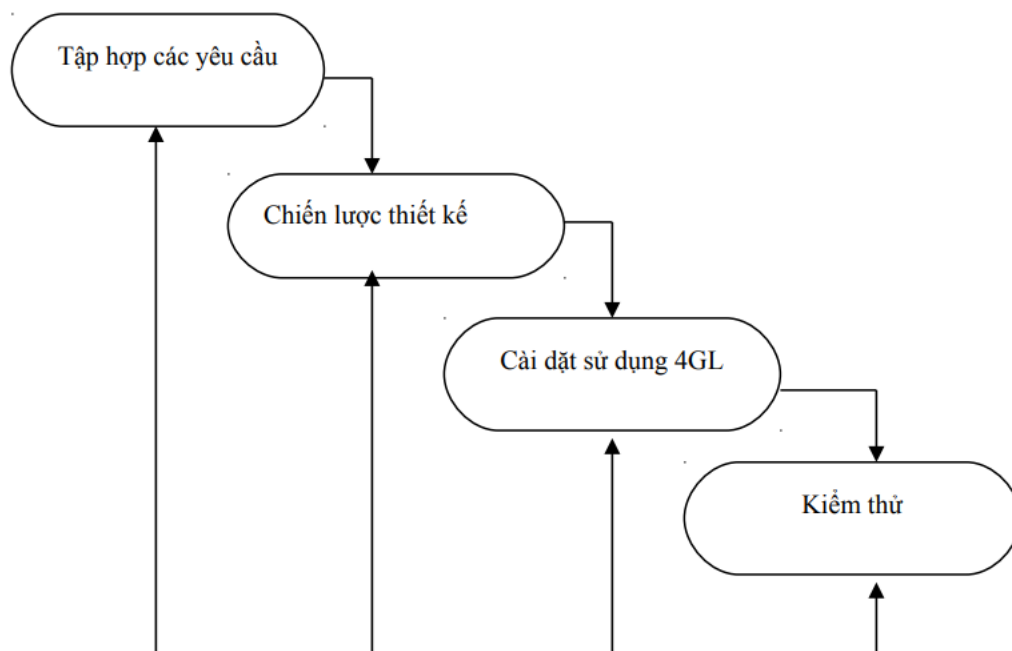 Tập hợp các yêu cầu
Chiến lược thiết kế
Cài dặt sử dụng 4GL
Kiểm thử